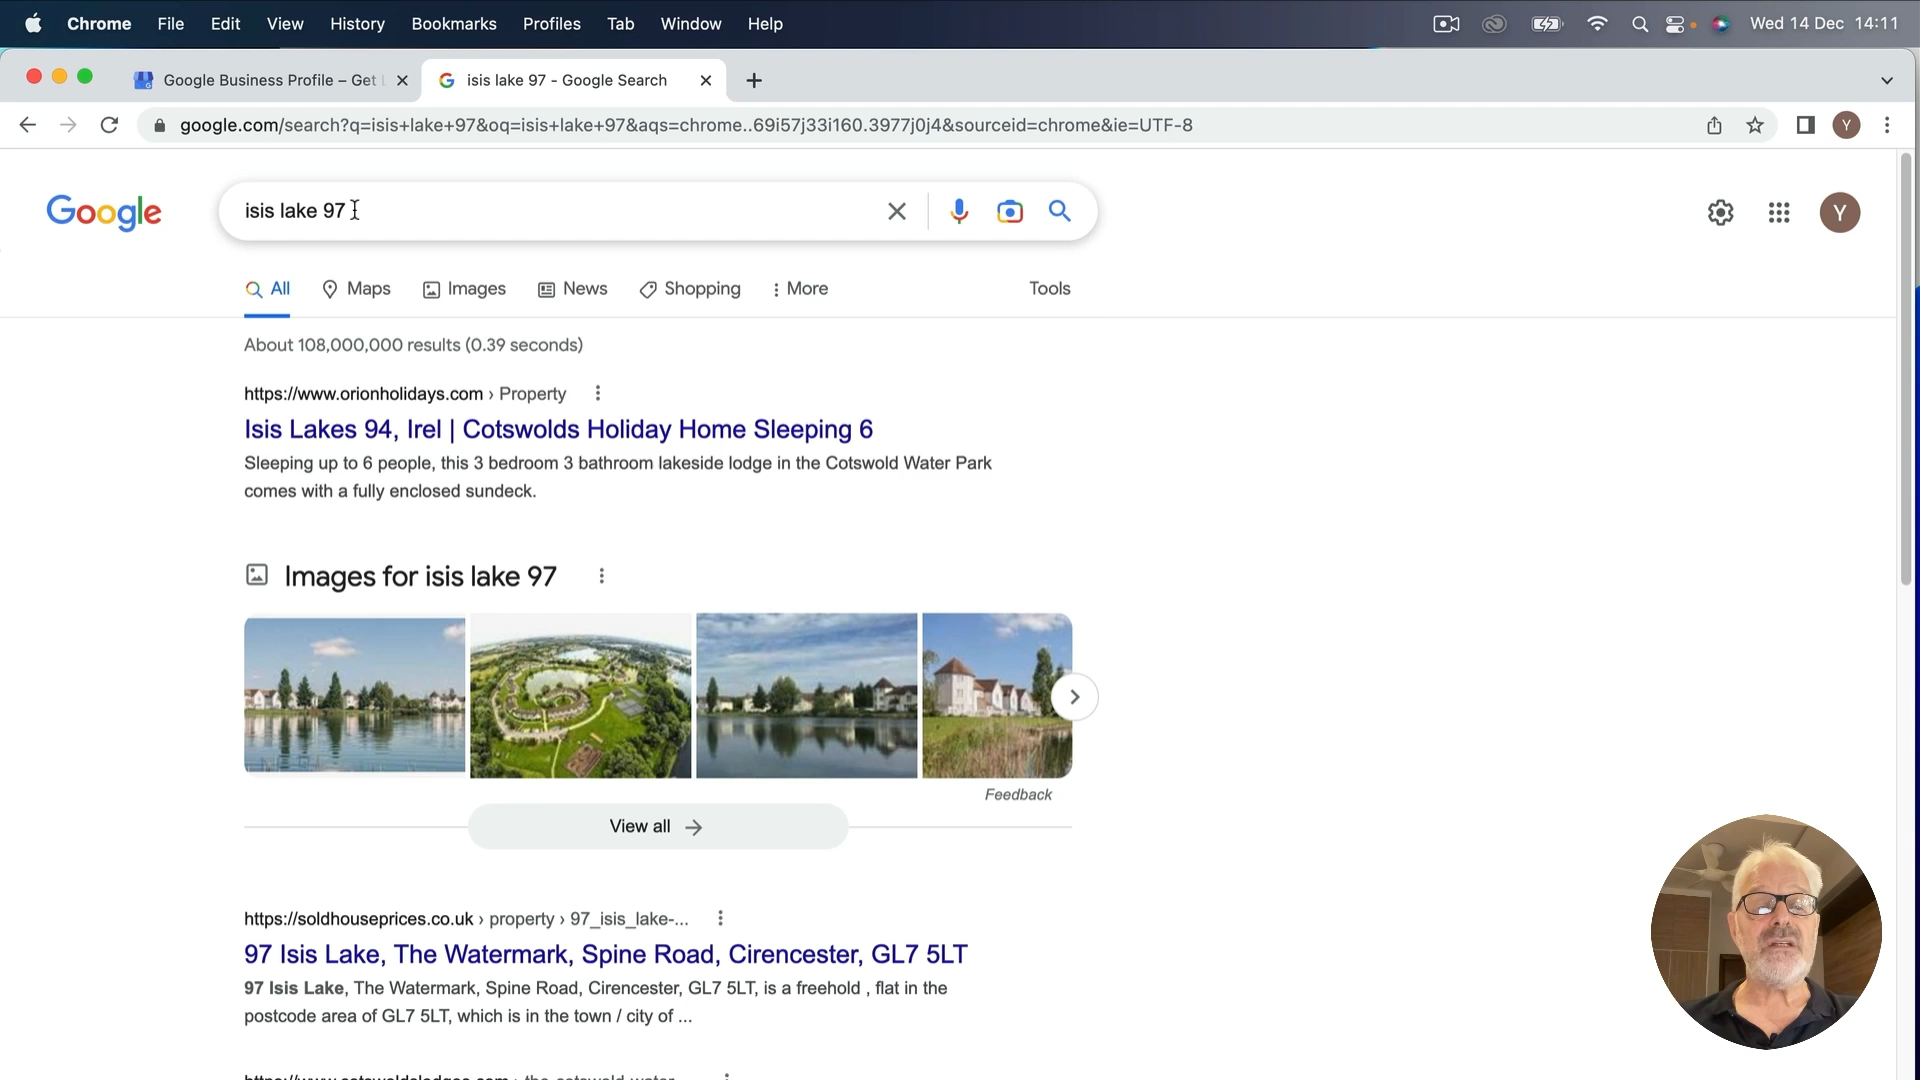 Chrome File Edit View History Bookmarks Profiles Tab Window Help Wed 14 Dec 14:11
Google Business Profile – Get
isis lake 97 - Google Search
google.com/search?q=isis+lake+97&oq=isis+lake+97&aqs=chrome..69i57j33i160.3977j0j4&sourceid=chrome&ie=UTF-8
Y
Google
isis lake 97
Y
All Maps Images News Shopping More Tools
About 108,000,000 results (0.39 seconds)
https://www.orionholidays.com › Property
Isis Lakes 94, Irel | Cotswolds Holiday Home Sleeping 6
Sleeping up to 6 people, this 3 bedroom 3 bathroom lakeside lodge in the Cotswold Water Park
comes with a fully enclosed sundeck.
Images for isis lake 97
Feedback
View all
https://soldhouseprices.co.uk › property › 97_isis_lake-...
97 Isis Lake, The Watermark, Spine Road, Cirencester, GL7 5LT
97 Isis Lake, The Watermark, Spine Road, Cirencester, GL7 5LT, is a freehold , flat in the
postcode area of GL7 5LT, which is in the town / city of ...